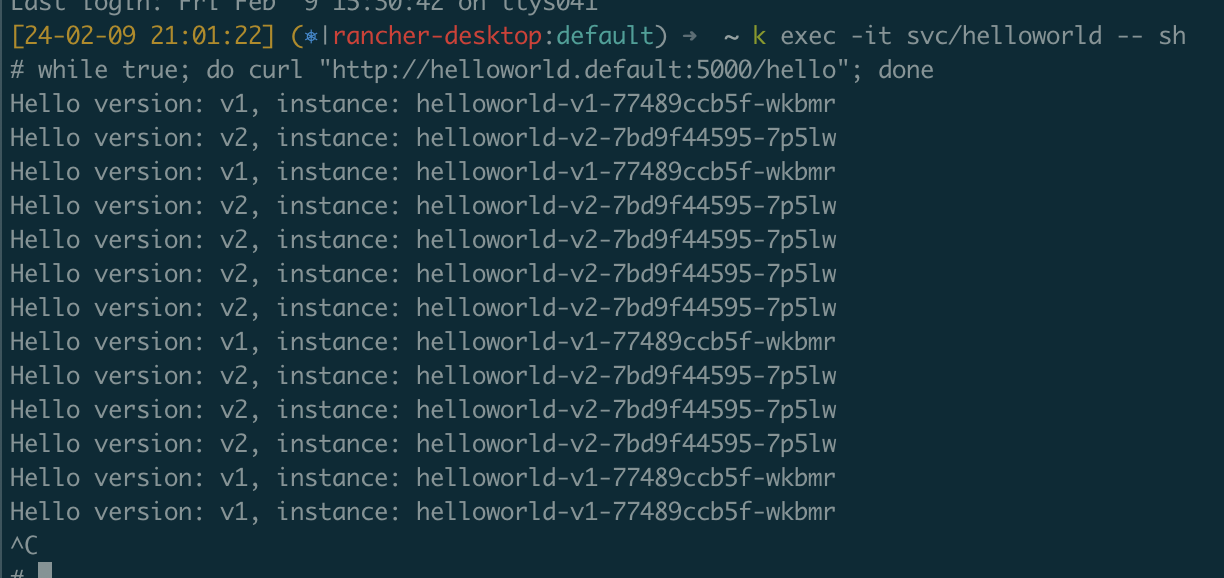 Last login: Fri Feb  9 15:30:42 on ttys041
[24-02-09 21:01:22] (⎈|rancher-desktop:default) ➜  ~ k exec -it svc/helloworld -- sh
# while true; do curl "http://helloworld.default:5000/hello"; done
Hello version: v1, instance: helloworld-v1-77489ccb5f-wkbmr
Hello version: v2, instance: helloworld-v2-7bd9f44595-7p5lw
Hello version: v1, instance: helloworld-v1-77489ccb5f-wkbmr
Hello version: v2, instance: helloworld-v2-7bd9f44595-7p5lw
Hello version: v2, instance: helloworld-v2-7bd9f44595-7p5lw
Hello version: v2, instance: helloworld-v2-7bd9f44595-7p5lw
Hello version: v2, instance: helloworld-v2-7bd9f44595-7p5lw
Hello version: v1, instance: helloworld-v1-77489ccb5f-wkbmr
Hello version: v2, instance: helloworld-v2-7bd9f44595-7p5lw
Hello version: v2, instance: helloworld-v2-7bd9f44595-7p5lw
Hello version: v2, instance: helloworld-v2-7bd9f44595-7p5lw
Hello version: v1, instance: helloworld-v1-77489ccb5f-wkbmr
Hello version: v1, instance: helloworld-v1-77489ccb5f-wkbmr
^C
#